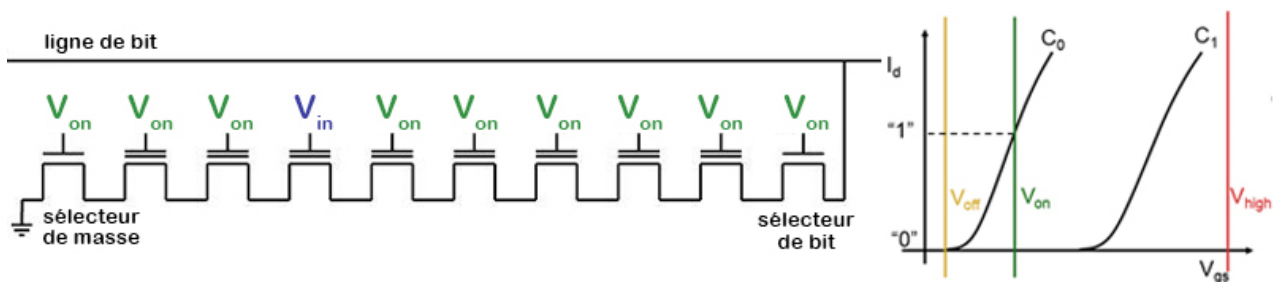 ligne de bit
Von Von Von Vin Von Von Von Von Von Von
sélecteur de masse
sélecteur de bit
Id
C0
C1
"1"
Voff
Von
Vhigh
"0"
Vgs